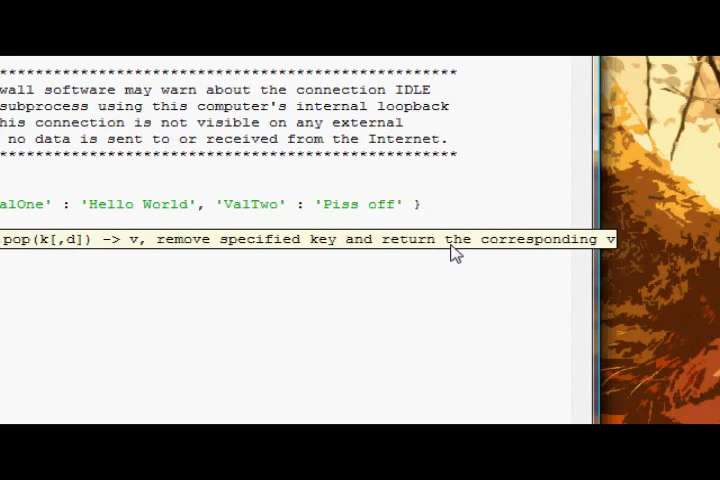 ************************************************************
wall software may warn about the connection IDLE
subprocess using this computer's internal loopback
his connection is not visible on any external
no data is sent to or received from the Internet.
************************************************************
alOne' : 'Hello World', 'ValTwo' : 'Piss off' }
pop(k[,d]) -> v, remove specified key and return the corresponding v